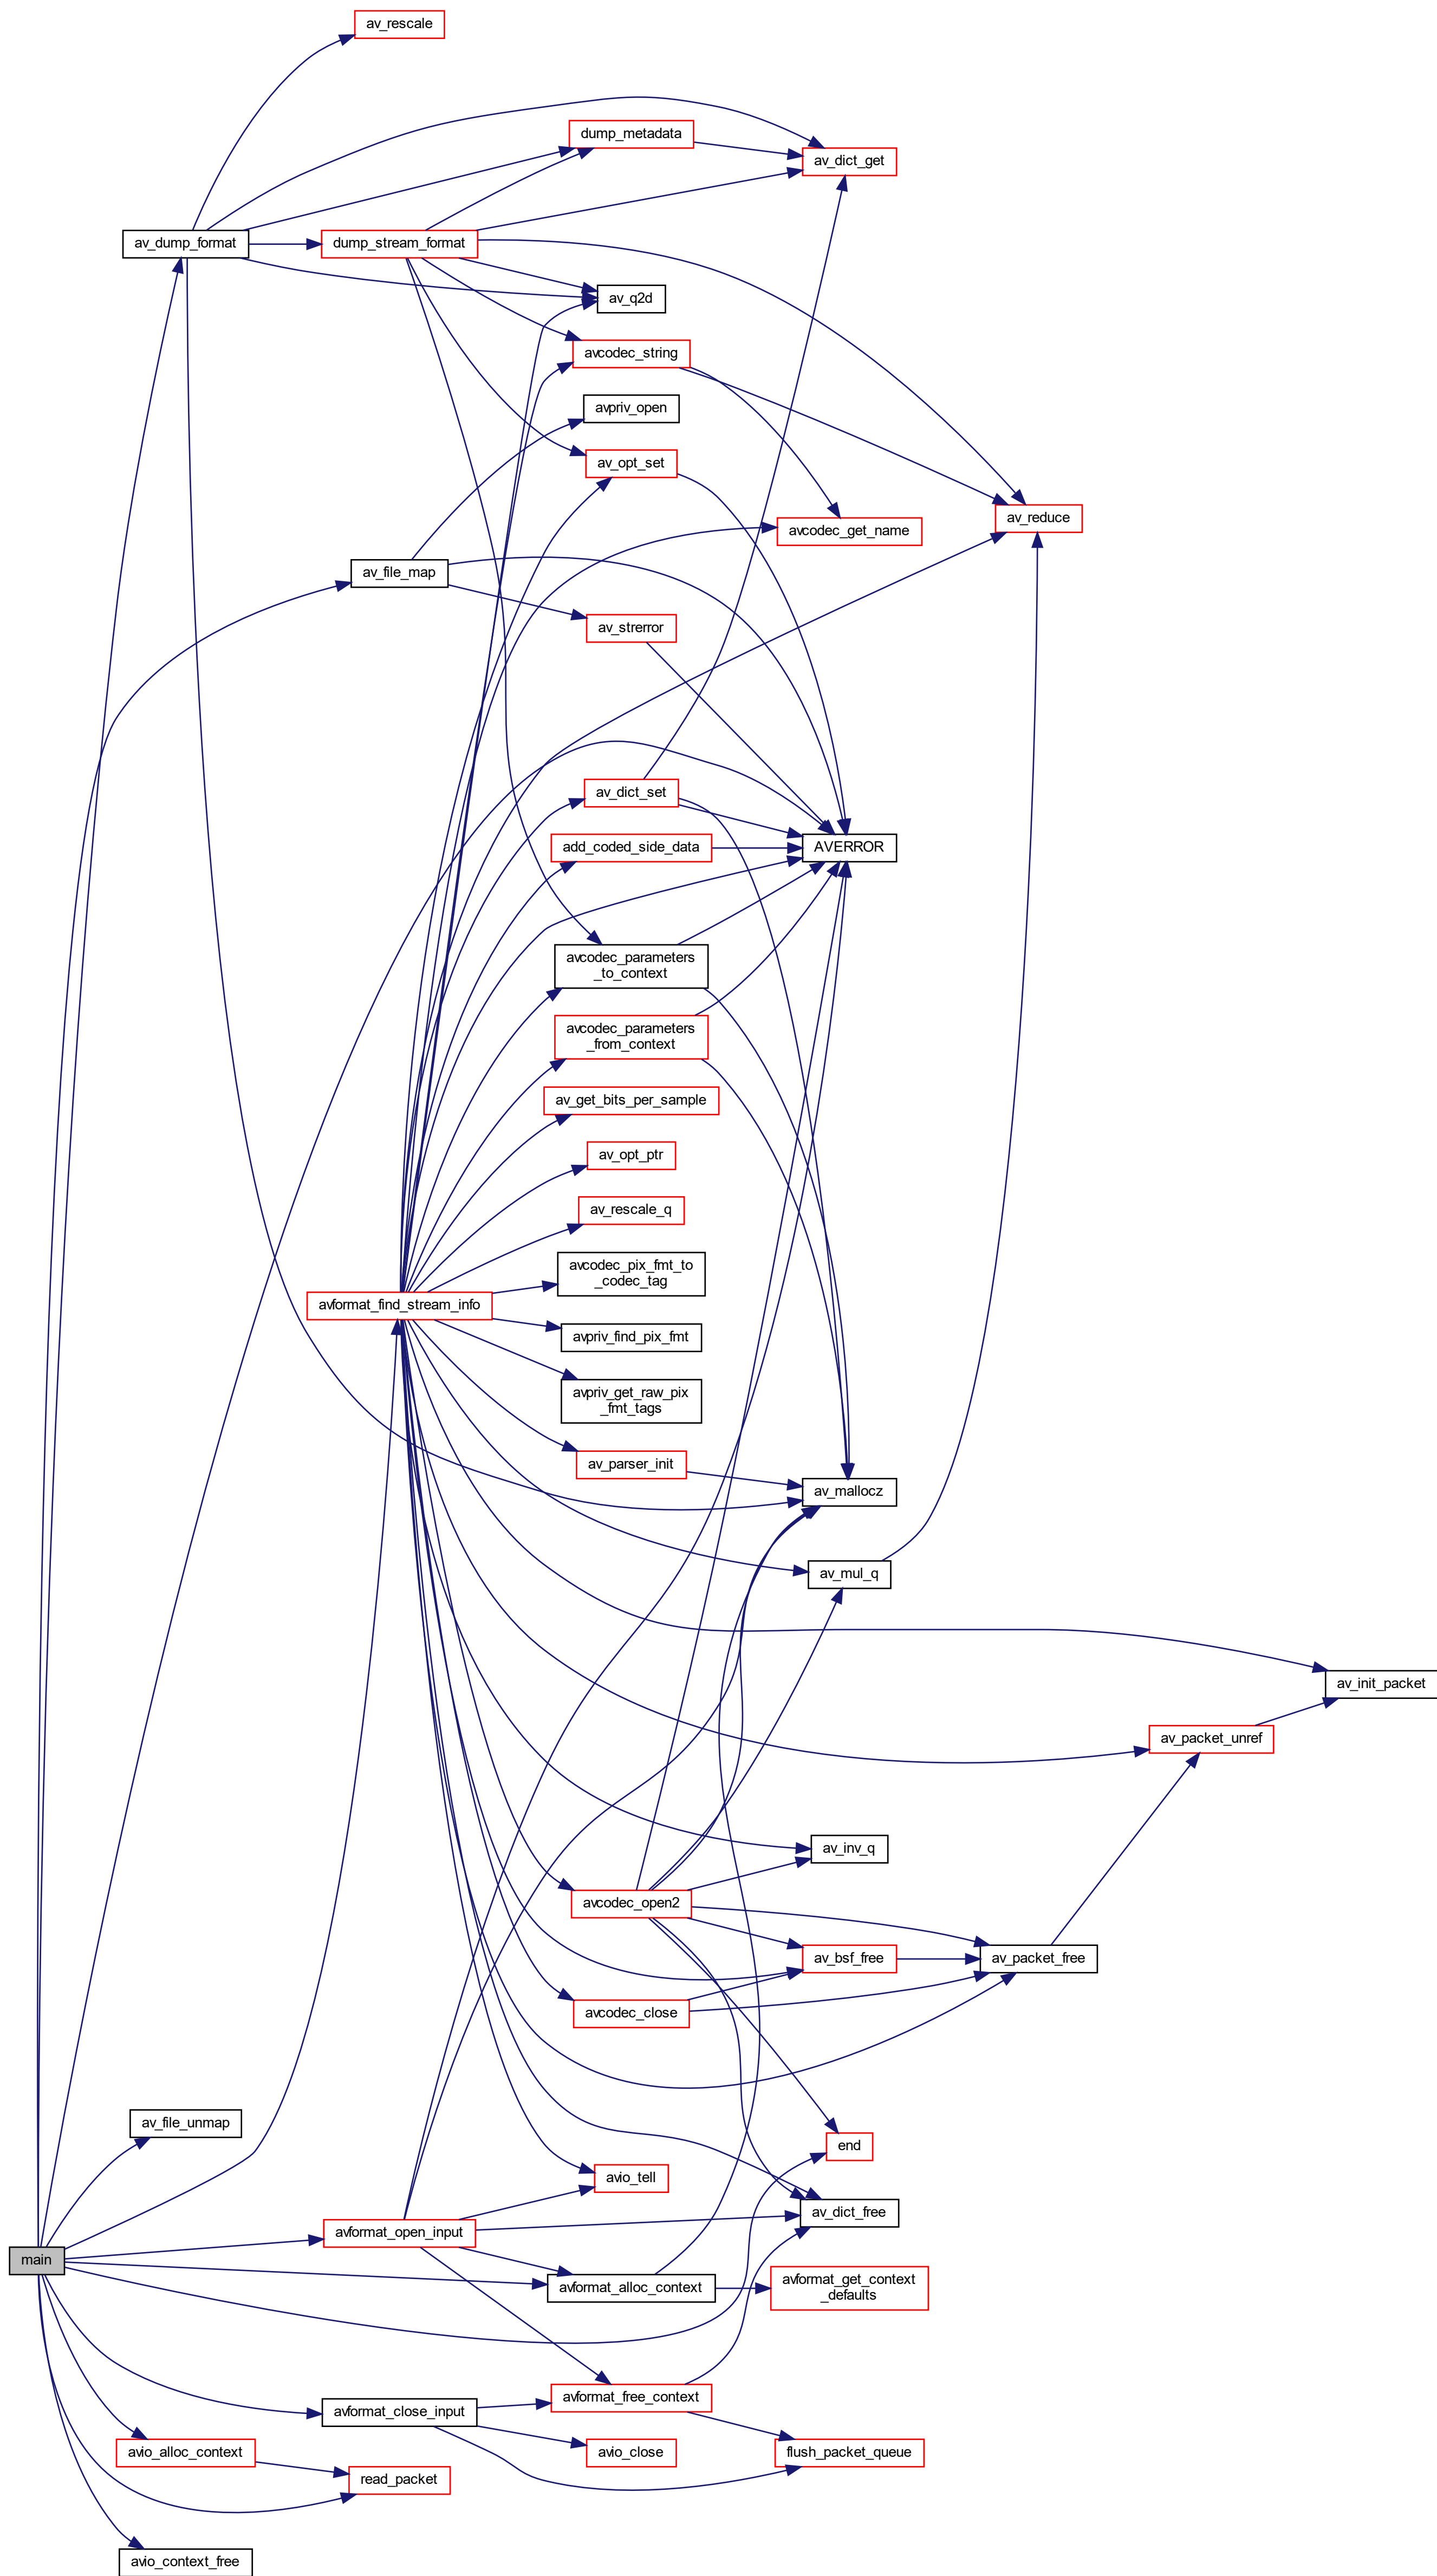 av_rescale
dump_metadata
av_dict_get
av_dump_format
dump_stream_format
av_q2d
avcodec_string
avpriv_open
av_opt_set
av_reduce
avcodec_get_name
av_file_map
av_strerror
av_dict_set
add_coded_side_data
AVERROR
avcodec_parameters
_to_context
avcodec_parameters
_from_context
av_get_bits_per_sample
av_opt_ptr
av_rescale_q
avcodec_pix_fmt_to
_codec_tag
avformat_find_stream_info
avpriv_find_pix_fmt
avpriv_get_raw_pix
_fmt_tags
av_parser_init
av_mallocz
av_mul_q
av_init_packet
av_packet_unref
av_inv_q
avcodec_open2
av_bsf_free
av_packet_free
avcodec_close
av_file_unmap
end
avio_tell
av_dict_free
avformat_open_input
main
avformat_alloc_context
avformat_get_context
_defaults
avformat_free_context
avformat_close_input
avio_alloc_context
avio_close
flush_packet_queue
read_packet
avio_context_free